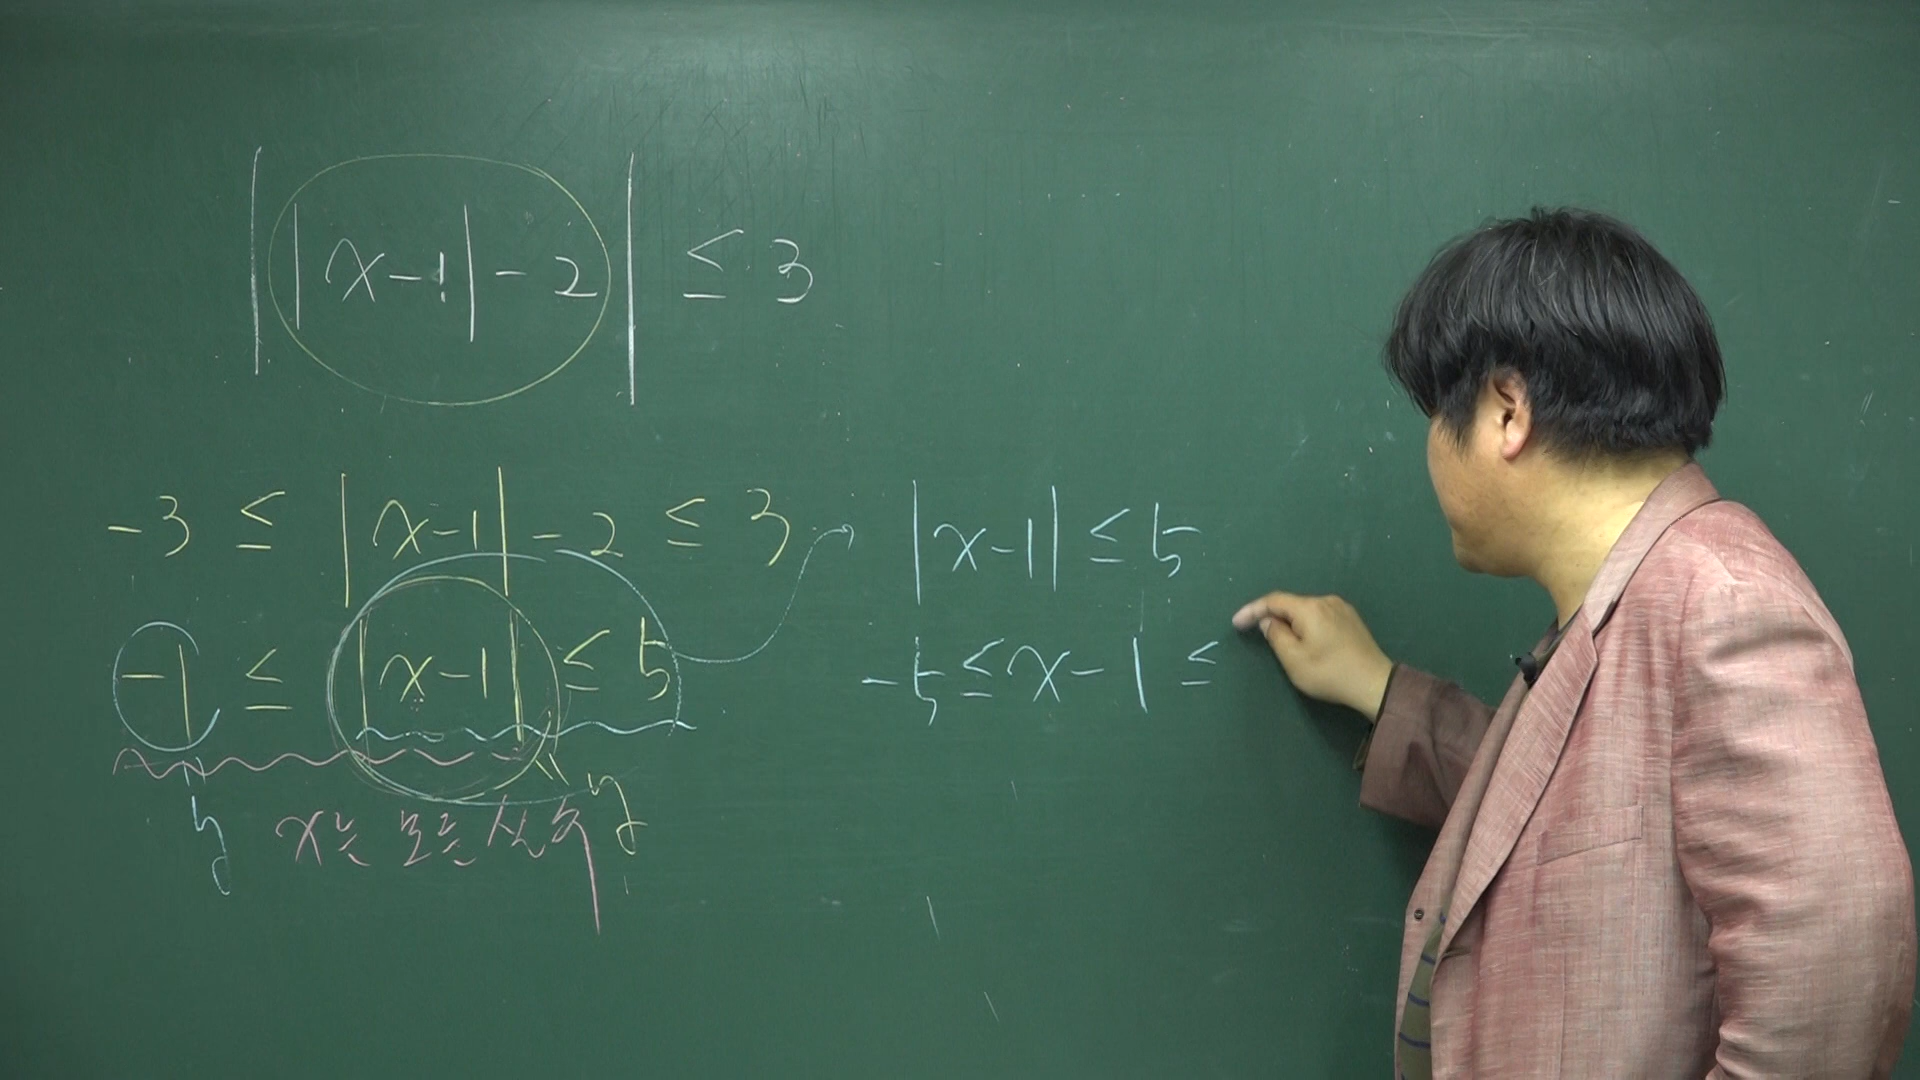 | |x-1| - 2 | ≤ 3
-3 ≤ |x-1| - 2 ≤ 3
-1 ≤ |x-1| ≤ 5
x는 모든 실수
|x-1| ≤ 5
-5 ≤ x-1 ≤